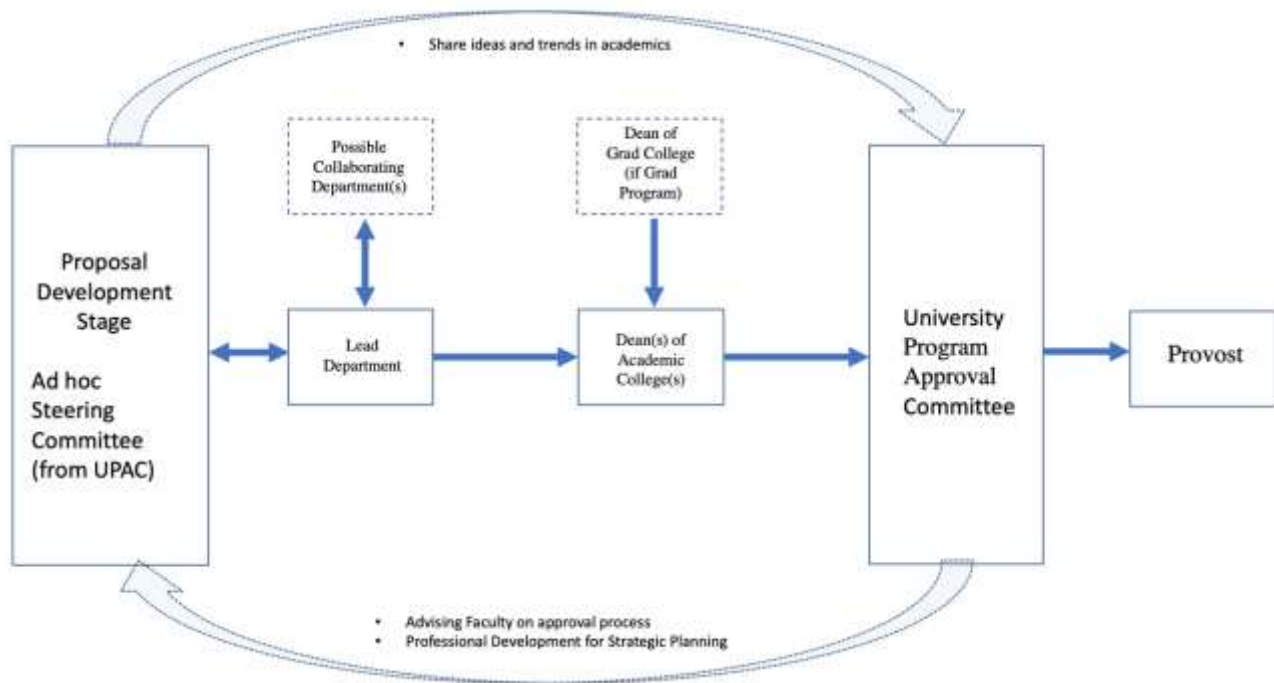 • Share ideas and trends in academics
Possible
Collaborating
Department(s)
Dean of
Grad College
(if Grad
Program)
Proposal
Development
Stage
Ad hoc
Steering
Committee
(from UPAC)
Lead
Department
Dean(s) of
Academic
College(s)
University
Program
Approval
Committee
Provost
• Advising Faculty on approval process
• Professional Development for Strategic Planning